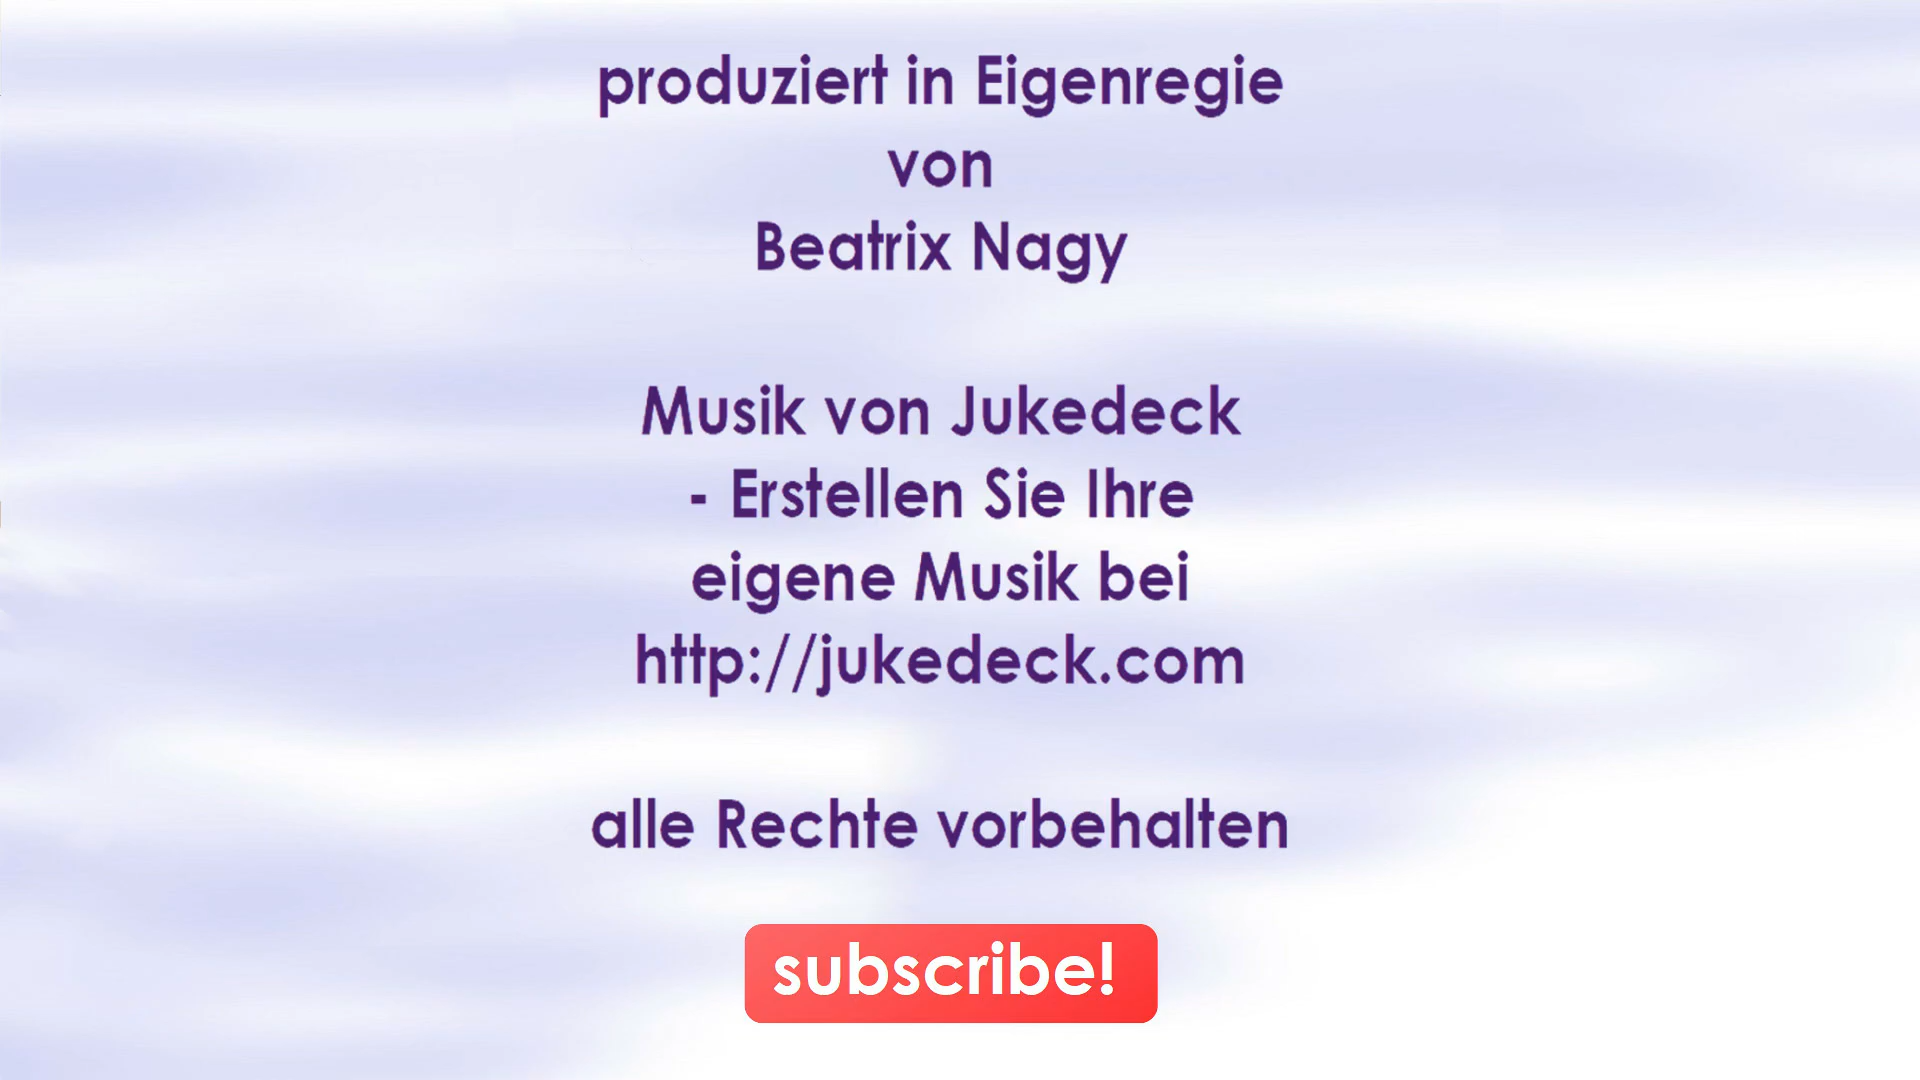 produziert in Eigenregie
von
Beatrix Nagy
Musik von Jukedeck
- Erstellen Sie Ihre
eigene Musik bei
http://jukedeck.com
alle Rechte vorbehalten
subscribe!